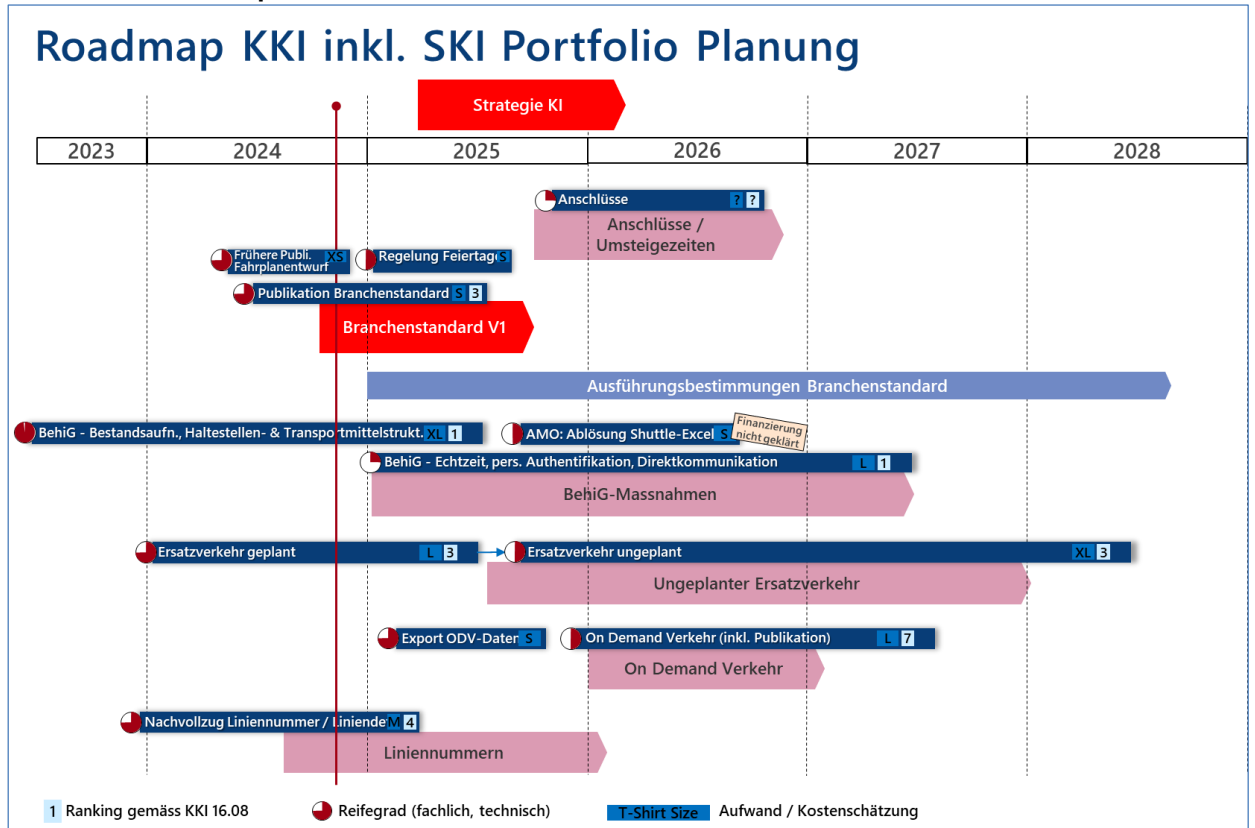 Roadmap KKI inkl. SKI Portfolio Planung
Strategie KI
2023 2024 2025 2026 2027 2028
Anschlüsse ? ?
Anschlüsse /
Umsteigezeiten
Frühere Publi. XS
Fahrplanentwurf
Regelung Feiertage S
Publikation Branchenstandard S 3
Branchenstandard V1
Ausführungsbestimmungen Branchenstandard
BehiG - Bestandsaufn., Haltestellen- & Transportmittelstrukt. XL 1
AMO: Ablösung Shuttle-Excel S
Finanzierung
nicht geklärt
BehiG - Echtzeit, pers. Authentifikation, Direktkommunikation L 1
BehiG-Massnahmen
Ersatzverkehr geplant L 3
Ersatzverkehr ungeplant XL 3
Ungeplanter Ersatzverkehr
Export ODV-Daten S
On Demand Verkehr (inkl. Publikation) L 7
On Demand Verkehr
Nachvollzug Liniennummer / Liniende M 4
Liniennummern
1 Ranking gemäss KKI 16.08
Reifegrad (fachlich, technisch)
T-Shirt Size Aufwand / Kostenschätzung